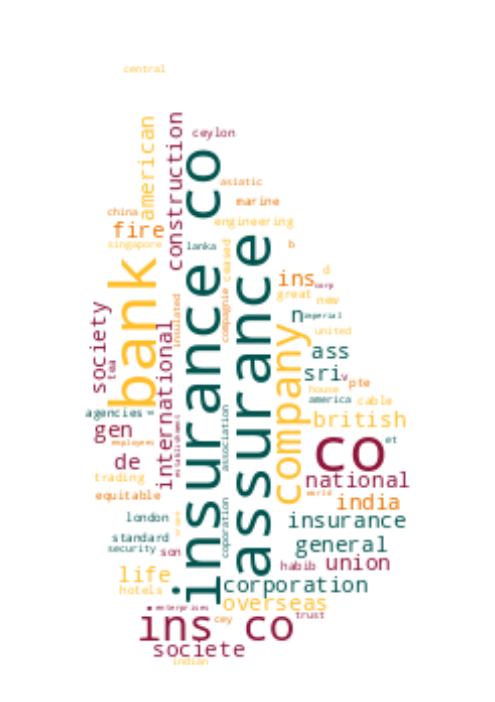 central
american
construction
ceylon
insurance co
asiatic
marine
china
fire
engineering
singapore
lanka
ceased
b
bank
assurance
ins
d
corp
great
new
insulated
compagnie
n
imperial
society
international
company
united
tea
ass
sri
v
pte
house
america
cable
agencies
british
gen
association
employees
establishments
co
et
de
national
trading
equitable
world
india
london
insurance
coporation
standard
general
security
son
habib
union
life
hotels
corporation
overseas
enterprises
ins co
cey
trust
societe
indian